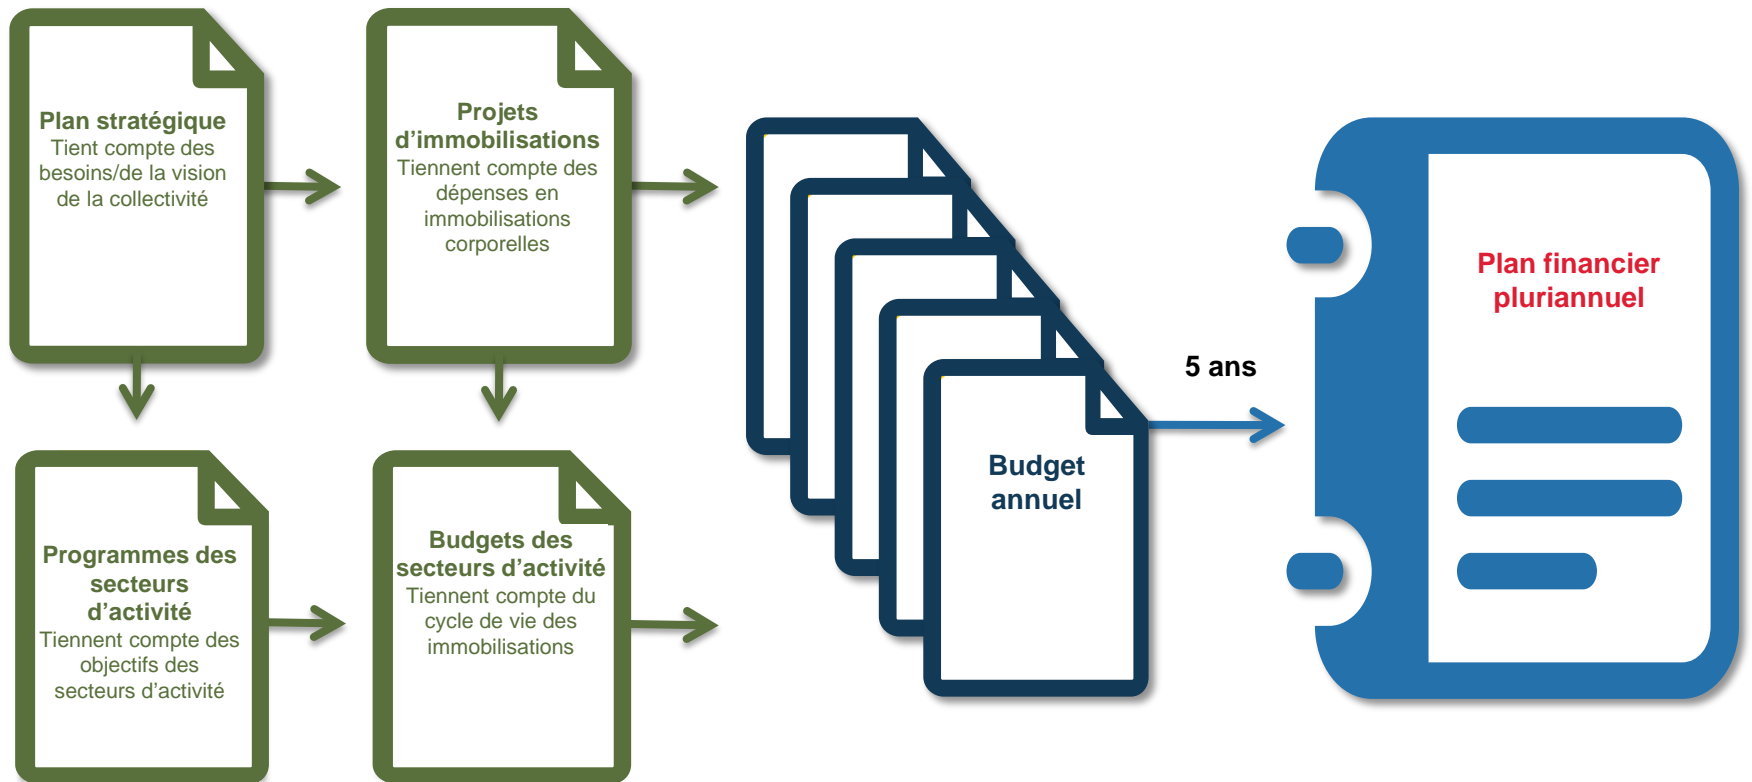 Plan stratégique
Tient compte des
besoins/de la vision
de la collectivité
Projets
d’immobilisations
Tiennent compte des
dépenses en
immobilisations
corporelles
Programmes des
secteurs
d’activité
Tiennent compte des
objectifs des
secteurs d’activité
Budgets des
secteurs d’activité
Tiennent compte du
cycle de vie des
immobilisations
Budget
annuel
5 ans
Plan financier
pluriannuel